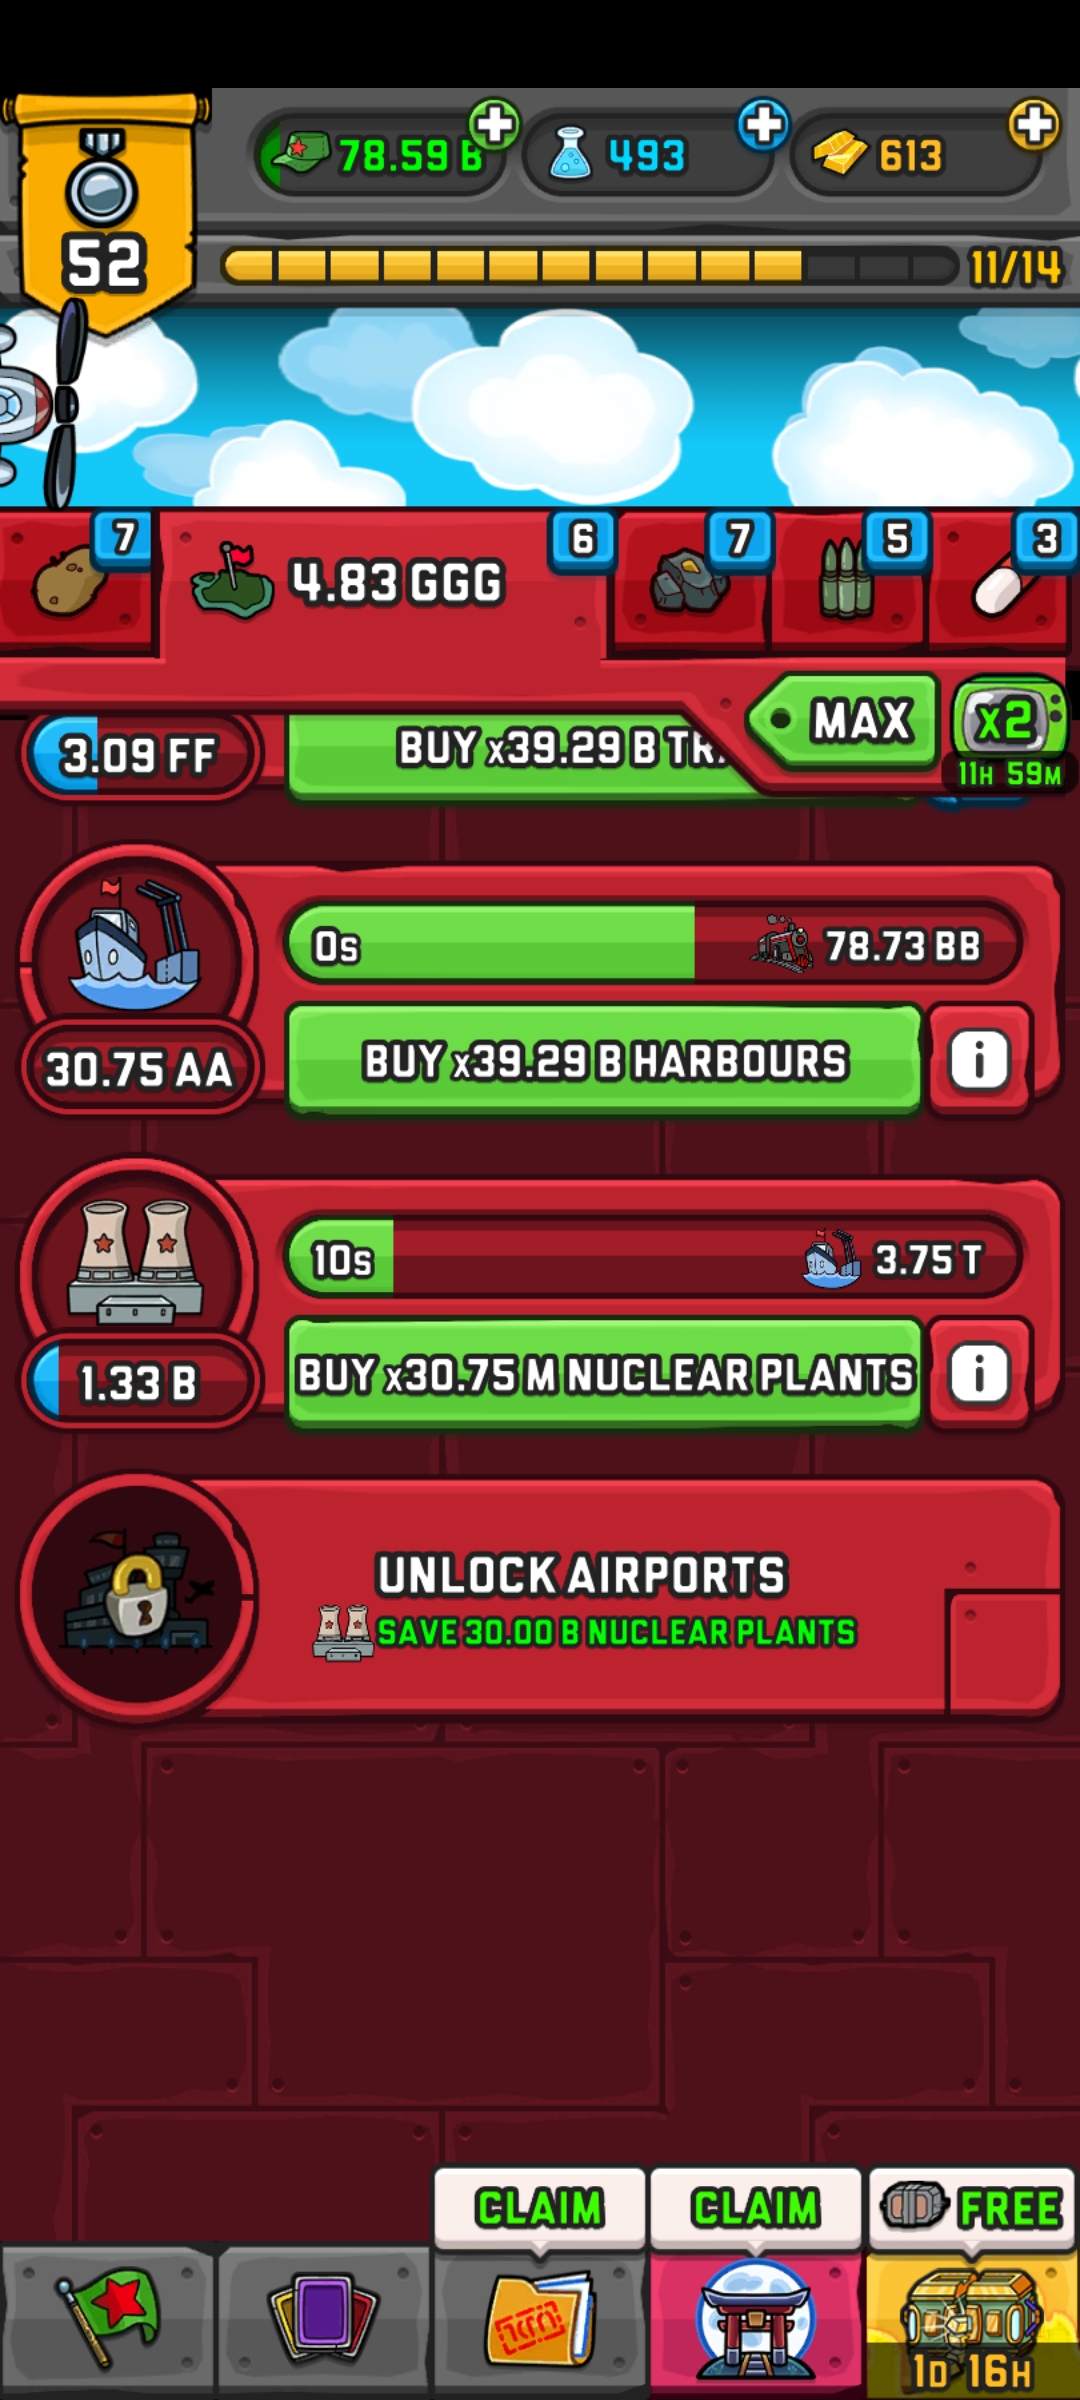 52
78.59 B
493
613
11/14
7
4.83 GGG
6
7
5
3
MAX
x2
11H 59M
3.09 FF
BUY x39.29 B
0s
78.73 BB
30.75 AA
BUY x39.29 B HARBOURS
i
10s
3.75 T
1.33 B
BUY x30.75 M NUCLEAR PLANTS
i
UNLOCK AIRPORTS
SAVE 30.00 B NUCLEAR PLANTS
CLAIM
CLAIM
FREE
1D 16H